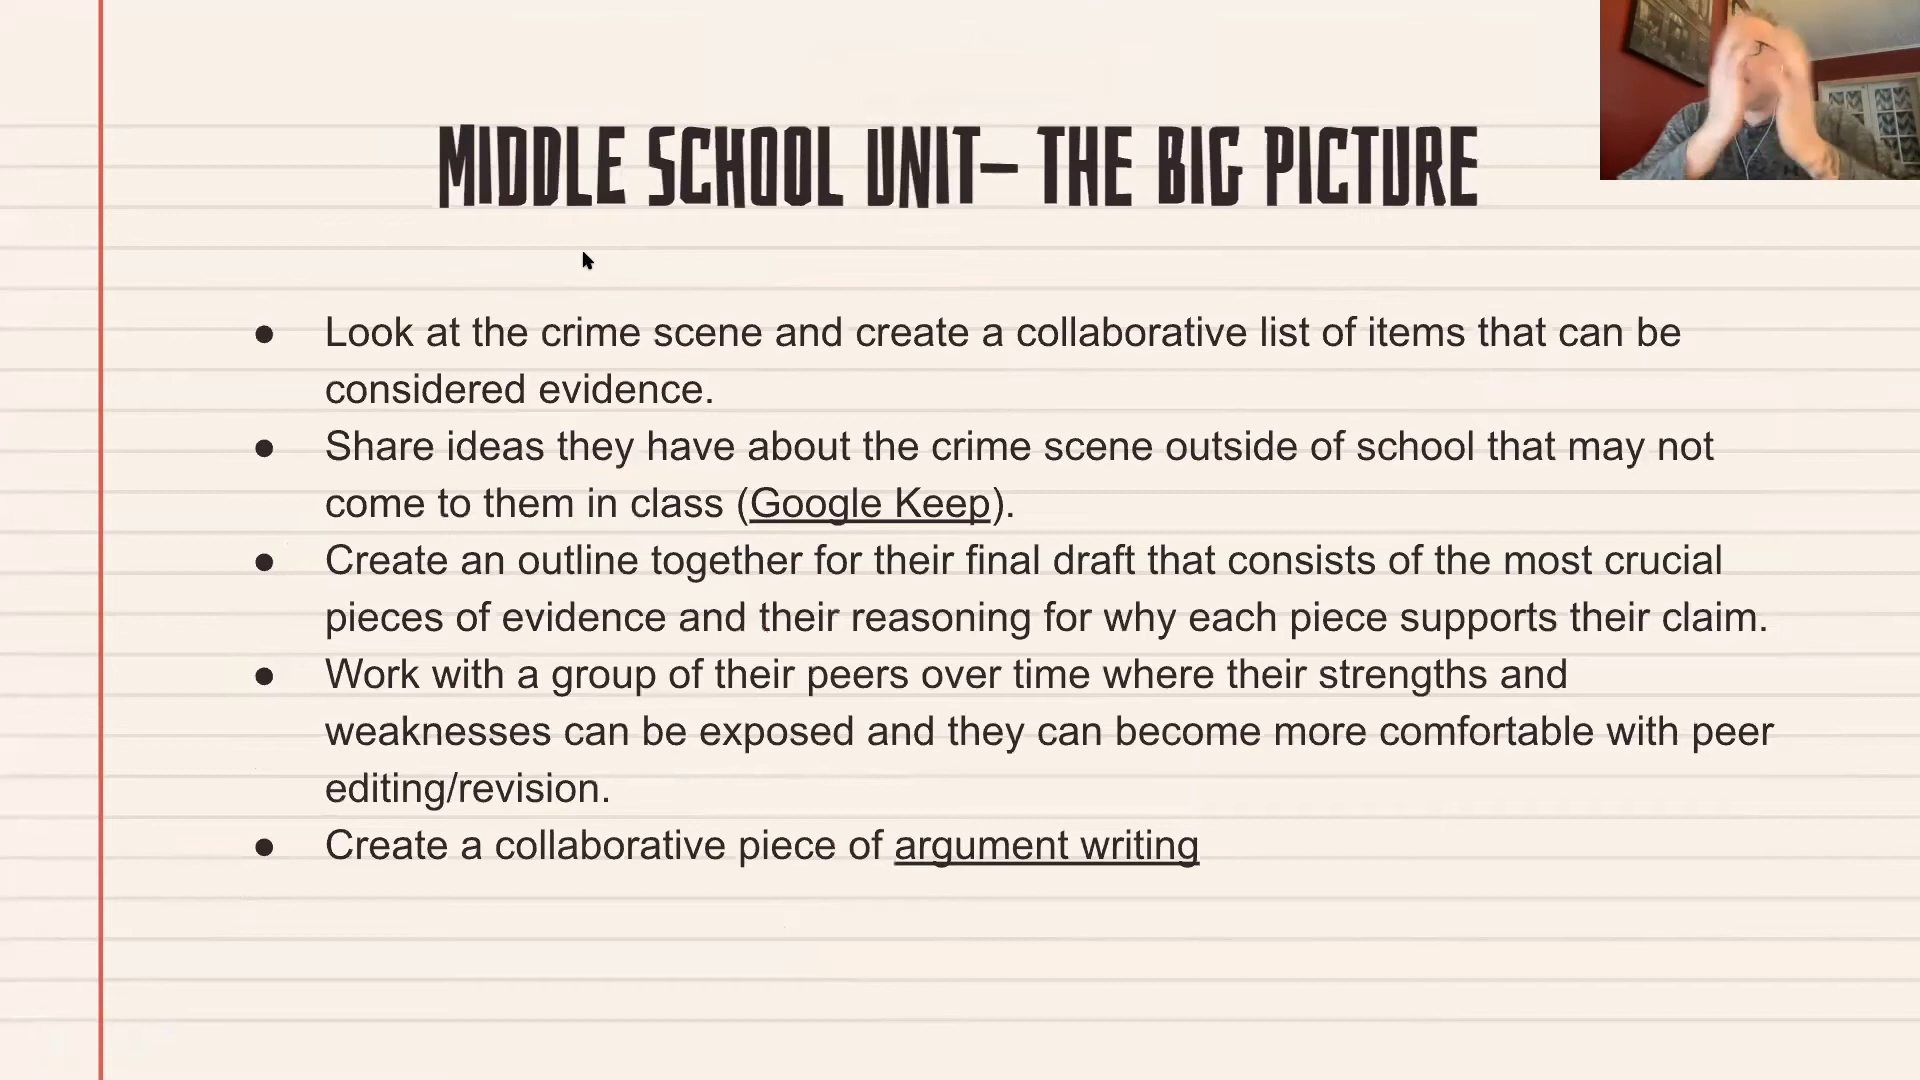 MIDDLE SCHOOL UNIT– THE BIG PICTURE
● Look at the crime scene and create a collaborative list of items that can be
considered evidence.
● Share ideas they have about the crime scene outside of school that may not
come to them in class (Google Keep).
● Create an outline together for their final draft that consists of the most crucial
pieces of evidence and their reasoning for why each piece supports their claim.
● Work with a group of their peers over time where their strengths and
weaknesses can be exposed and they can become more comfortable with peer
editing/revision.
● Create a collaborative piece of argument writing